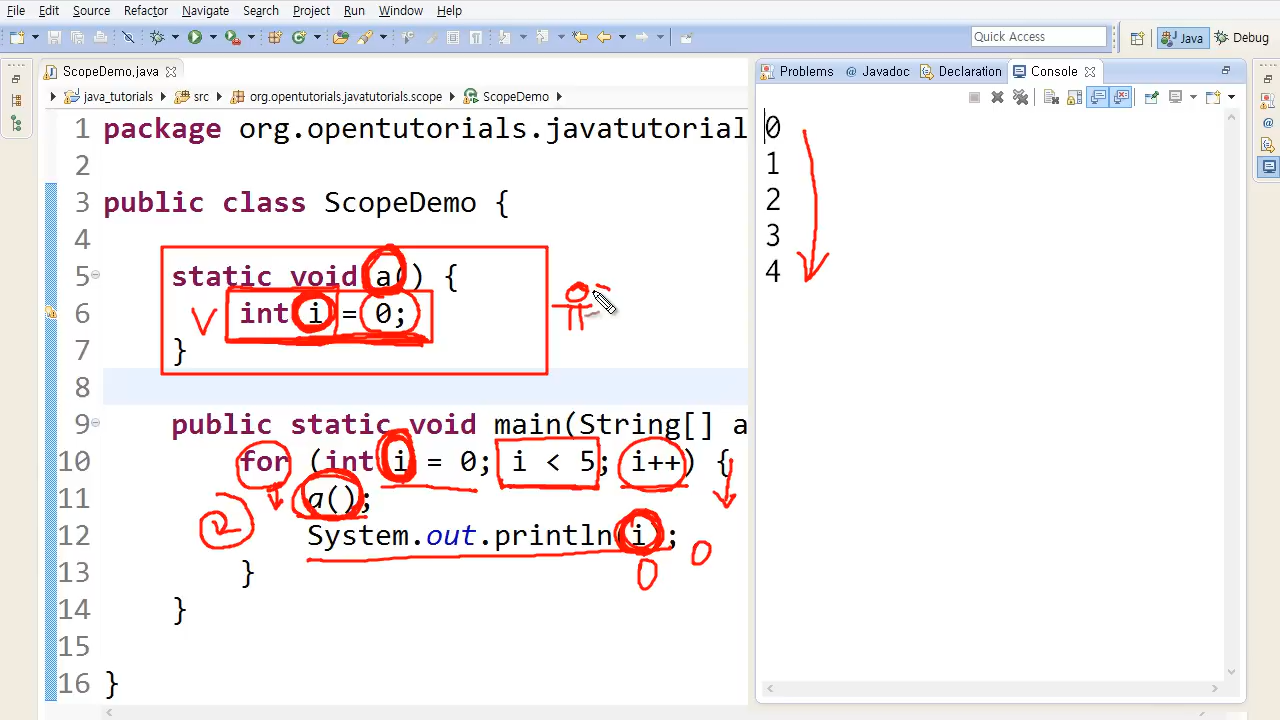 File Edit Source Refactor Navigate Search Project Run Window Help
Quick Access Java Debug
ScopeDemo.java
java_tutorials src org.opentutorials.javatutorials.scope ScopeDemo
1 package org.opentutorials.javatutorial
2
3 public class ScopeDemo {
4
5 static void a() {
6 int i = 0;
7 }
8
9 public static void main(String[] a
10 for (int i = 0; i < 5; i++) {
11 a();
12 System.out.println(i);
13 }
14 }
15
16 }
Problems @ Javadoc Declaration Console
0
1
2
3
4
V
0
0